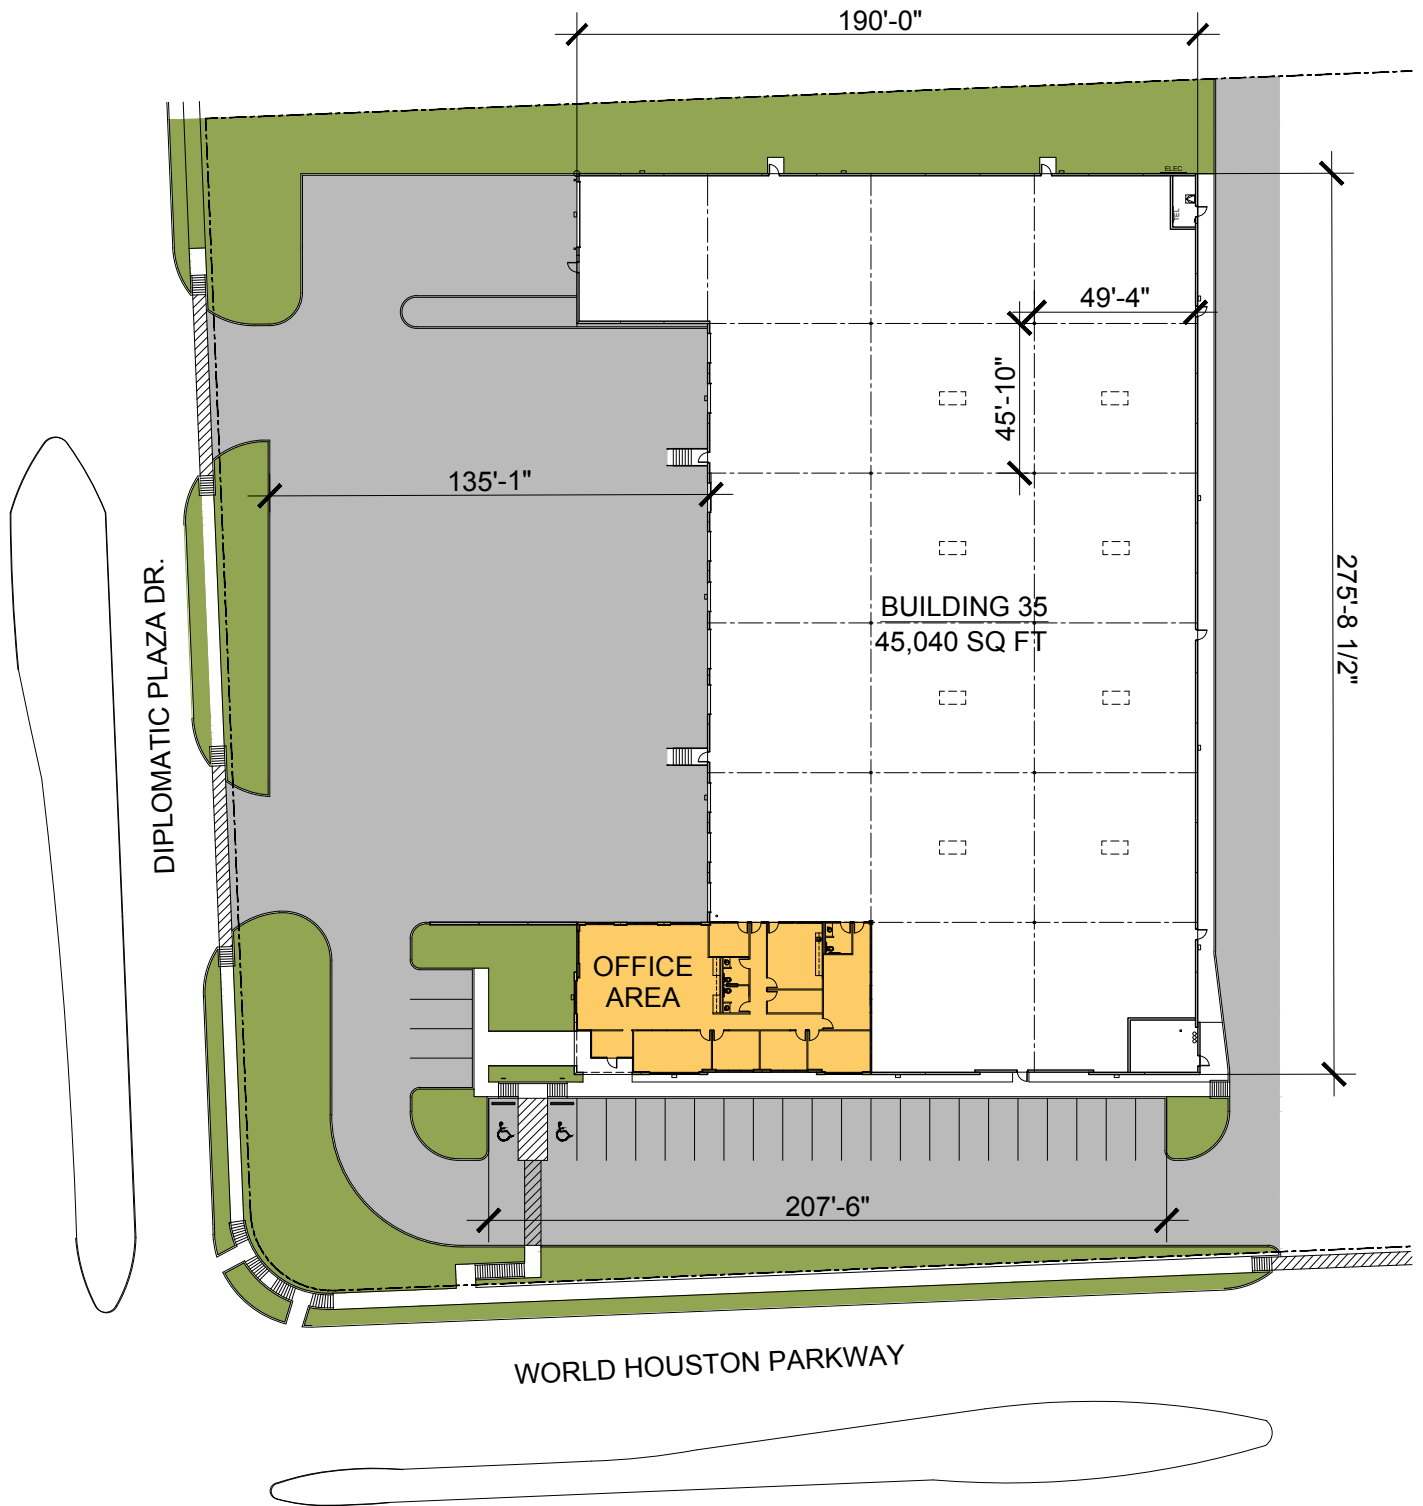 190'-0"
ELEC
TEL
49'-4"
45'-10"
135'-1"
275'-8 1/2"
DIPLOMATIC PLAZA DR.
BUILDING 35
45,040 SQ FT
OFFICE
AREA
207'-6"
WORLD HOUSTON PARKWAY